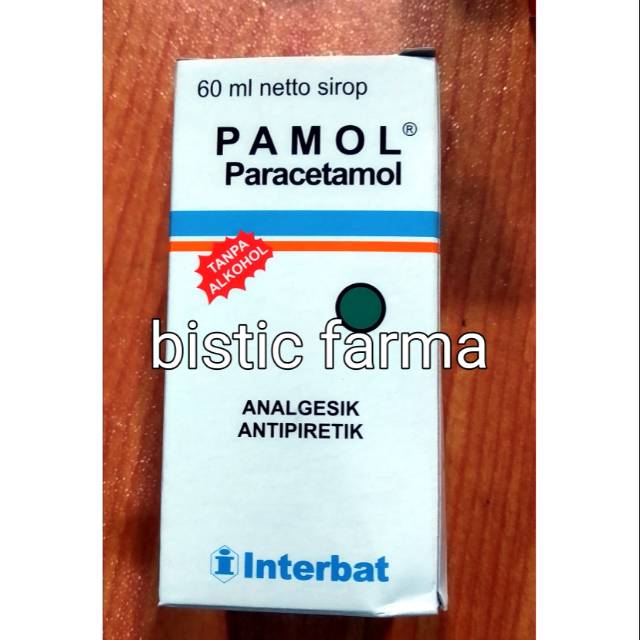 60 ml netto sirop
PAMOL®
Paracetamol
TANPA
ALKOHOL
bistic farma
ANALGESIK
ANTIPIRETIK
Interbat